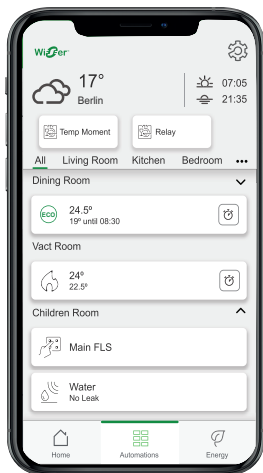 Wiser
17°
Berlin
07:05
21:35
Temp Moment
Relay
All Living Room Kitchen Bedroom •••
Dining Room
ECO
24.5°
19° until 08:30
Vact Room
24°
22.5°
Children Room
Main FLS
Water
No Leak
Home Automations Energy